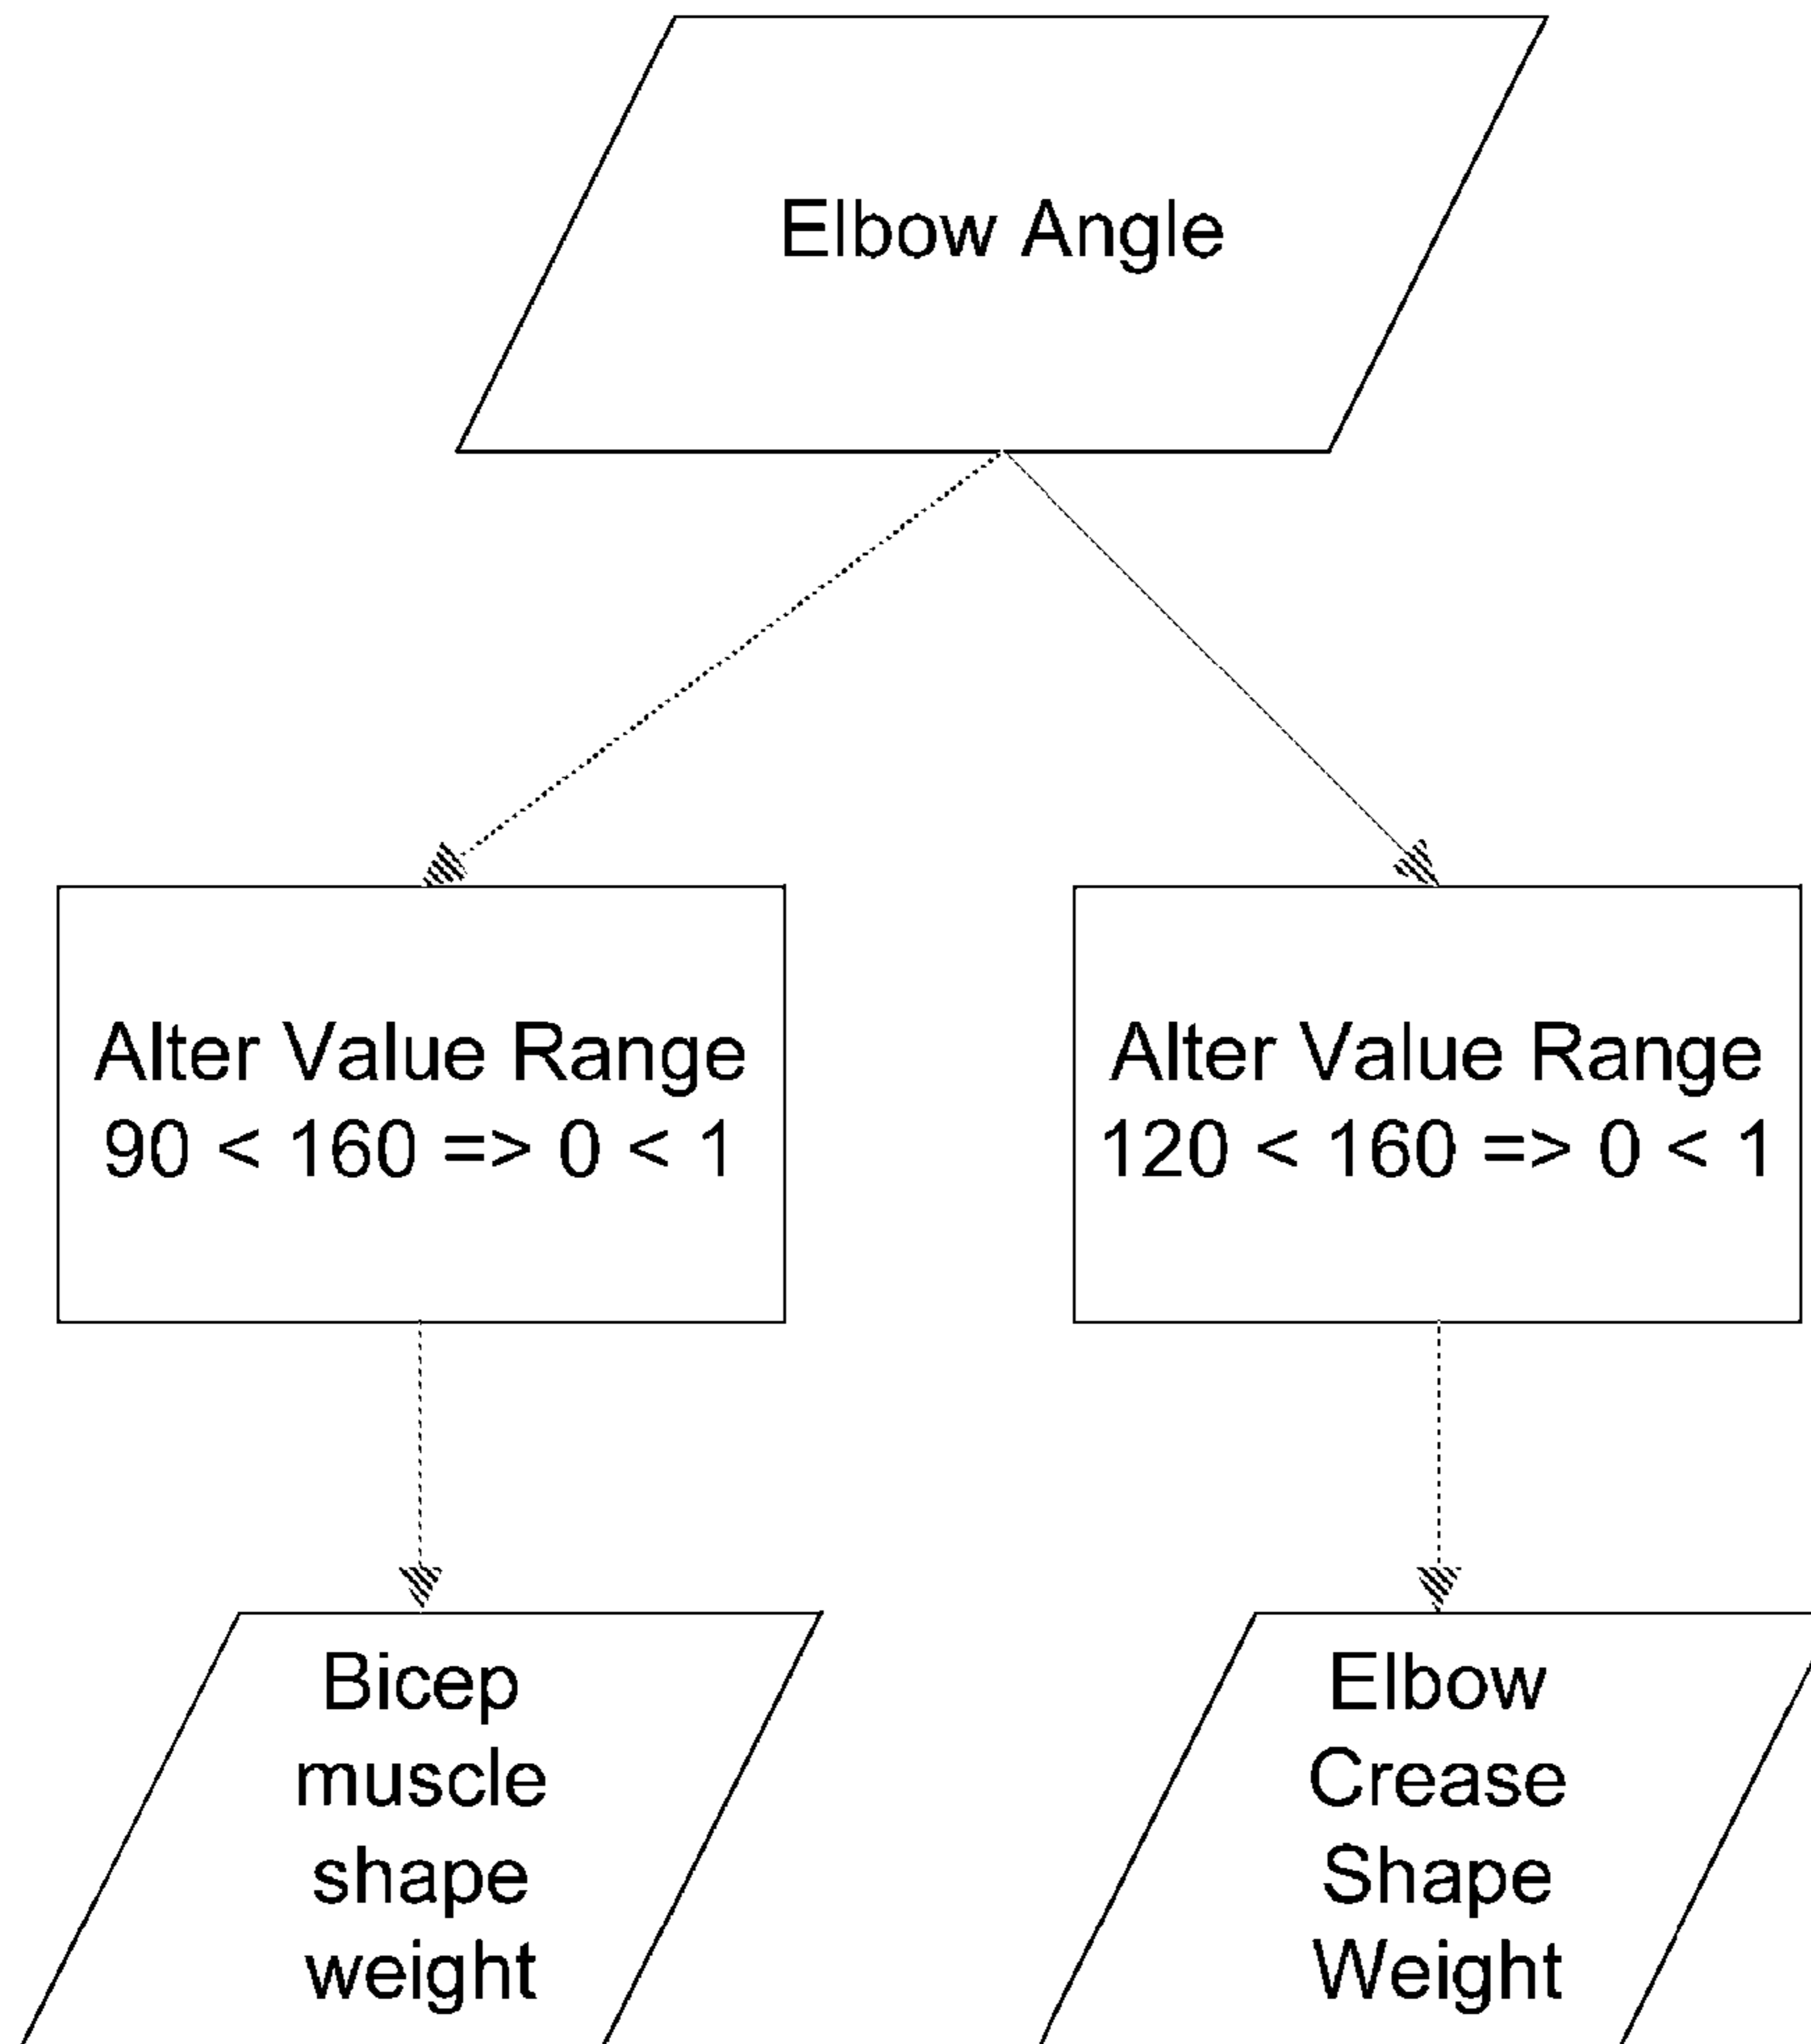 Elbow Angle
Alter Value Range
90 < 160 => 0 < 1
Alter Value Range
120 < 160 => 0 < 1
Bicep
muscle
shape
weight
Elbow
Crease
Shape
Weight